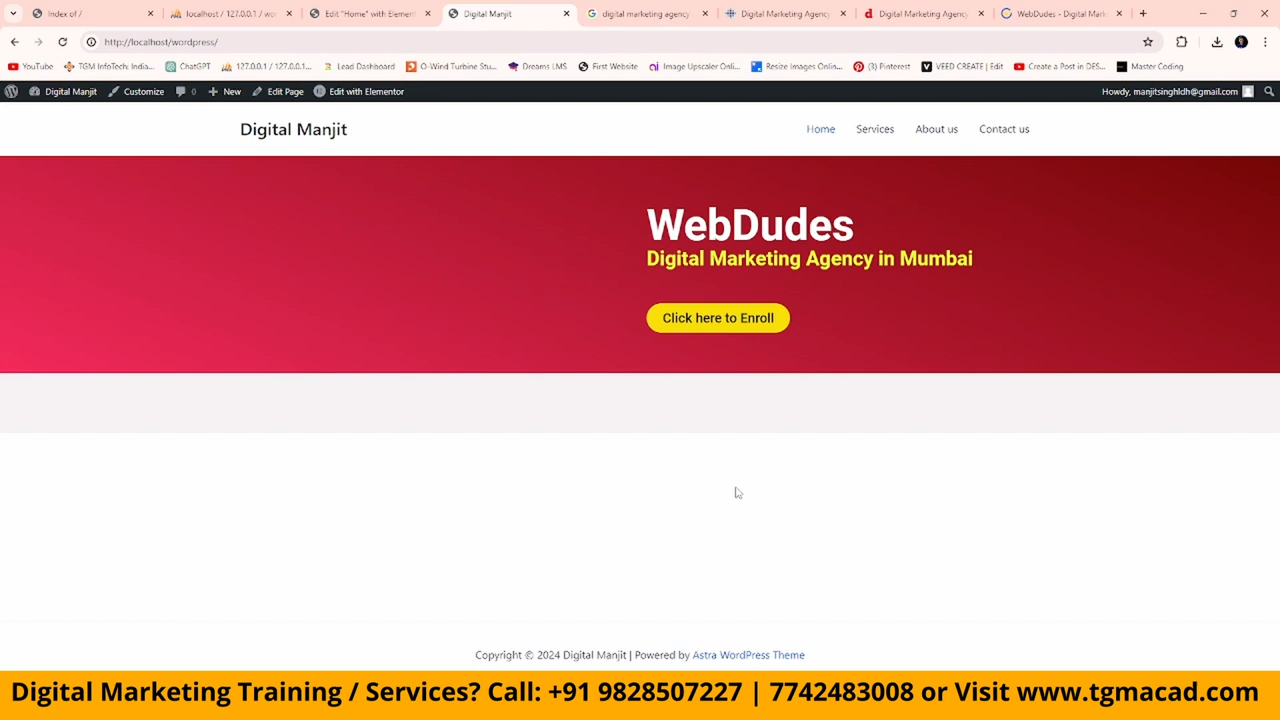 Index of /
localhost / 127.0.0.1 / wor
Edit "Home" with Element
Digital Manjit
digital marketing agency
Digital Marketing Agency
Digital Marketing Agency
WebDudes - Digital Mark
http://localhost/wordpress/
YouTube
TGM InfoTech: India...
ChatGPT
127.0.0.1 / 127.0.0.1...
Lead Dashboard
O-Wind Turbine Stu...
Dreams LMS
First Website
Image Upscaler Onli...
Resize Images Online...
(3) Pinterest
VEED CREATE | Edit
Create a Post in DES...
Master Coding
Digital Manjit
Customize
0
New
Edit Page
Edit with Elementor
Howdy, manjitsinghldh@gmail.com
Digital Manjit
Home
Services
About us
Contact us
WebDudes
Digital Marketing Agency in Mumbai
Click here to Enroll
Copyright © 2024 Digital Manjit | Powered by Astra WordPress Theme
Digital Marketing Training / Services? Call: +91 9828507227 | 7742483008 or Visit www.tgmacad.com